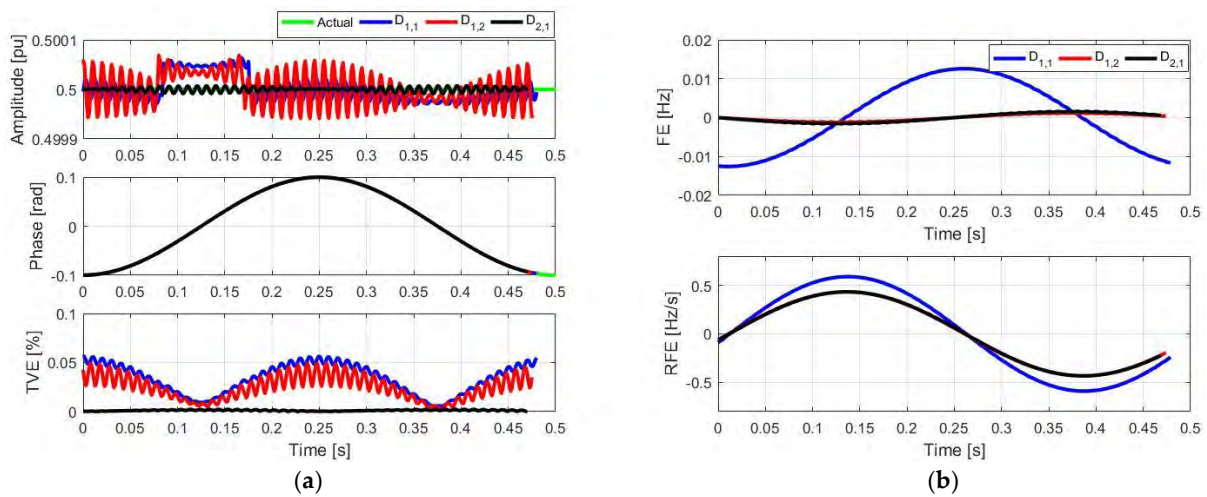 Actual D1,1 D1,2 D2,1
Amplitude [pu]
0.5001
0.5
0.4999
0 0.05 0.1 0.15 0.2 0.25 0.3 0.35 0.4 0.45 0.5
Phase [rad]
0.1
0
-0.1
0 0.05 0.1 0.15 0.2 0.25 0.3 0.35 0.4 0.45 0.5
TVE [%]
0.1
0.05
0
0 0.05 0.1 0.15 0.2 0.25 0.3 0.35 0.4 0.45 0.5
Time [s]
(a)
D1,1 D1,2 D2,1
FE [Hz]
0.02
0.01
0
-0.01
-0.02
0 0.05 0.1 0.15 0.2 0.25 0.3 0.35 0.4 0.45 0.5
Time [s]
RFE [Hz/s]
0.5
0
-0.5
0 0.05 0.1 0.15 0.2 0.25 0.3 0.35 0.4 0.45 0.5
Time [s]
(b)